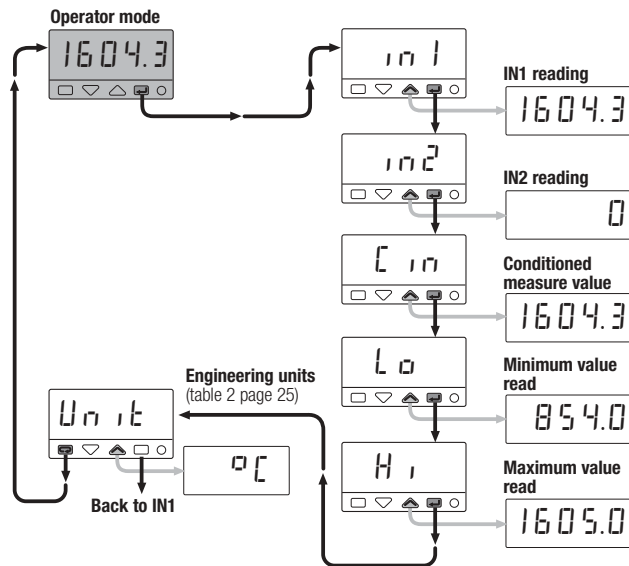 Operator mode
1604.3
in1
IN1 reading
1604.3
in2
IN2 reading
0
Cin
Conditioned
measure value
1604.3
Lo
Minimum value
read
854.0
Engineering units
(table 2 page 25)
Unit
°C
Back to IN1
Hi
Maximum value
read
1605.0